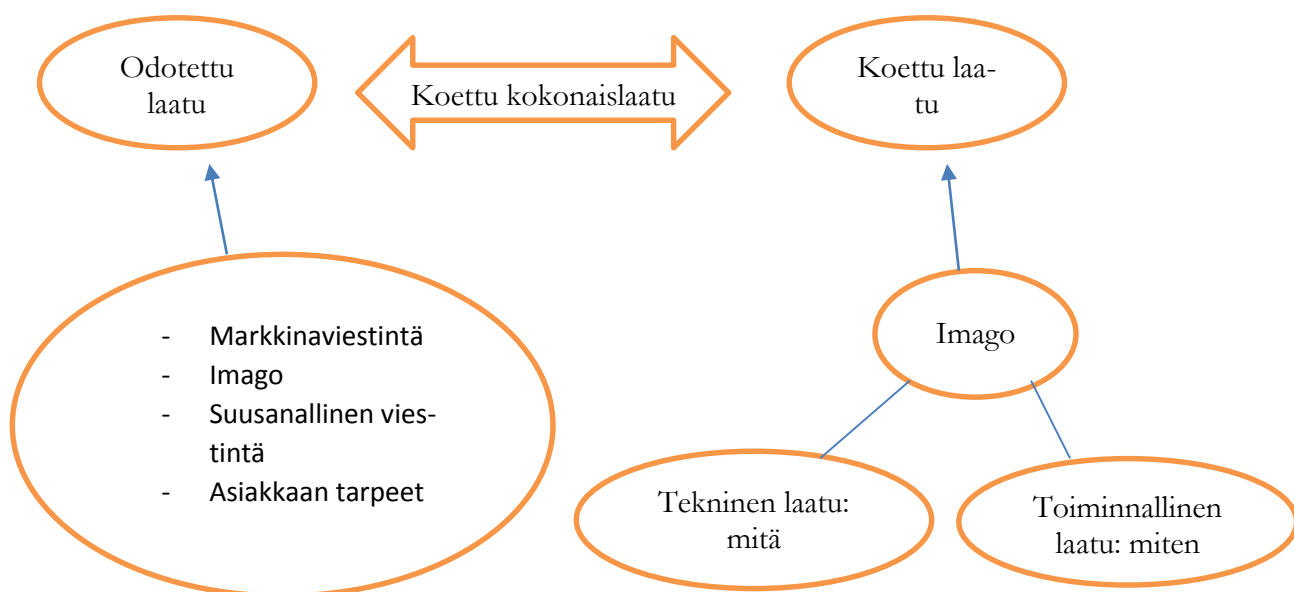 Odotettu
laatu
Koettu kokonaislaatu
Koettu laa-
tu
- Markkinaviestintä
- Imago
- Suusanallinen vies-
tintä
- Asiakkaan tarpeet
Imago
Tekninen laatu:
mitä
Toiminnallinen
laatu: miten